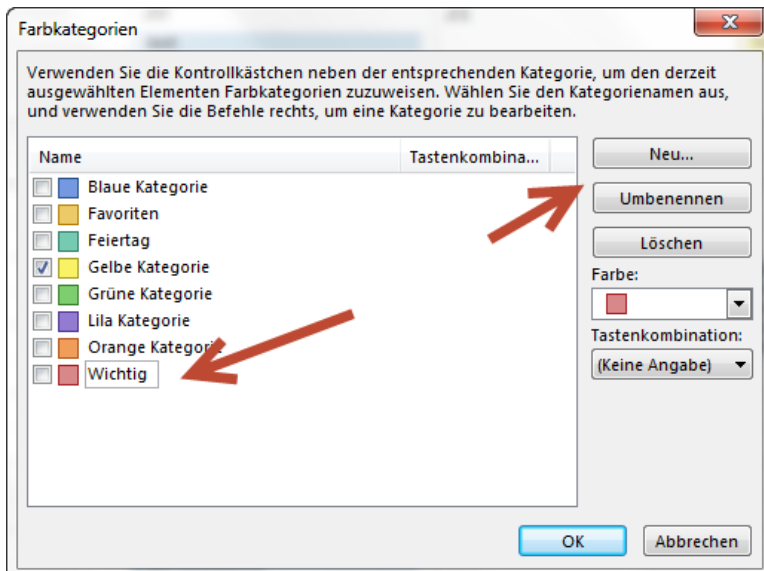 Farbkategorien
Verwenden Sie die Kontrollkästchen neben der entsprechenden Kategorie, um den derzeit
ausgewählten Elementen Farbkategorien zuzuweisen. Wählen Sie den Kategorienamen aus,
und verwenden Sie die Befehle rechts, um eine Kategorie zu bearbeiten.
Name Tastenkombina...
Blaue Kategorie
Favoriten
Feiertag
Gelbe Kategorie
Grüne Kategorie
Lila Kategorie
Orange Kategorie
Wichtig
Neu...
Umbenennen
Löschen
Farbe:
Tastenkombination:
(Keine Angabe)
OK Abbrechen